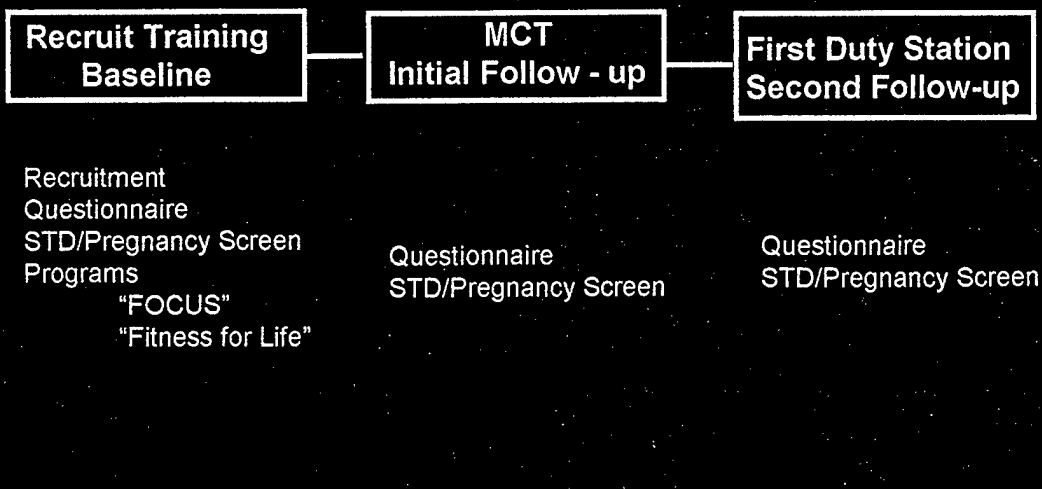 Recruit Training
Baseline
MCT
Initial Follow - up
First Duty Station
Second Follow-up
Recruitment
Questionnaire
STD/Pregnancy Screen
Programs
"FOCUS"
"Fitness for Life"
Questionnaire
STD/Pregnancy Screen
Questionnaire
STD/Pregnancy Screen